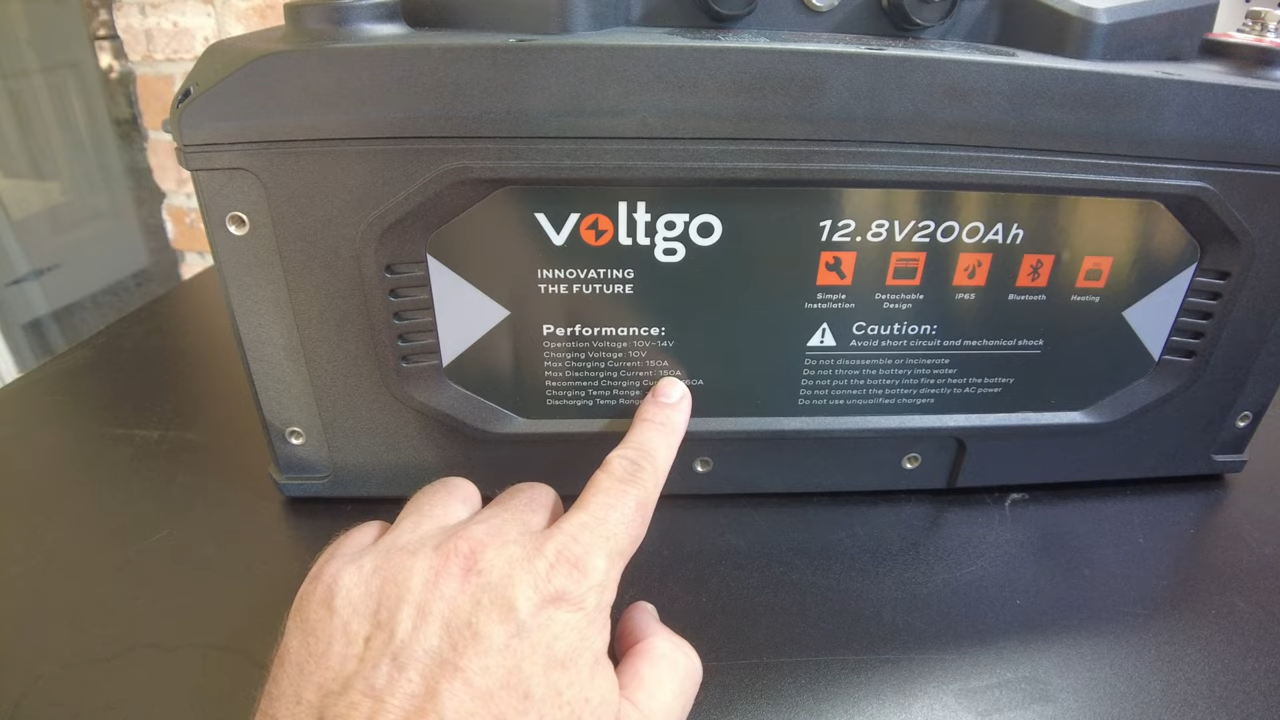 voltgo
INNOVATING
THE FUTURE
Performance:
Operation Voltage: 10V~14V
Charging Voltage: 10V
Max Charging Current: 150A
Max Discharging Current: 150A
Recommend Charging
Charging Temp Range:
Discharging Temp
12.8V200Ah
Simple Installation
Detachable Design
IP65
Bluetooth
Heating
Caution:
Avoid short circuit and mechanical shock
Do not disassemble or incinerate
Do not throw the battery into water
Do not put the battery into fire or heat the battery
Do not connect the battery directly to AC power
Do not use unqualified chargers